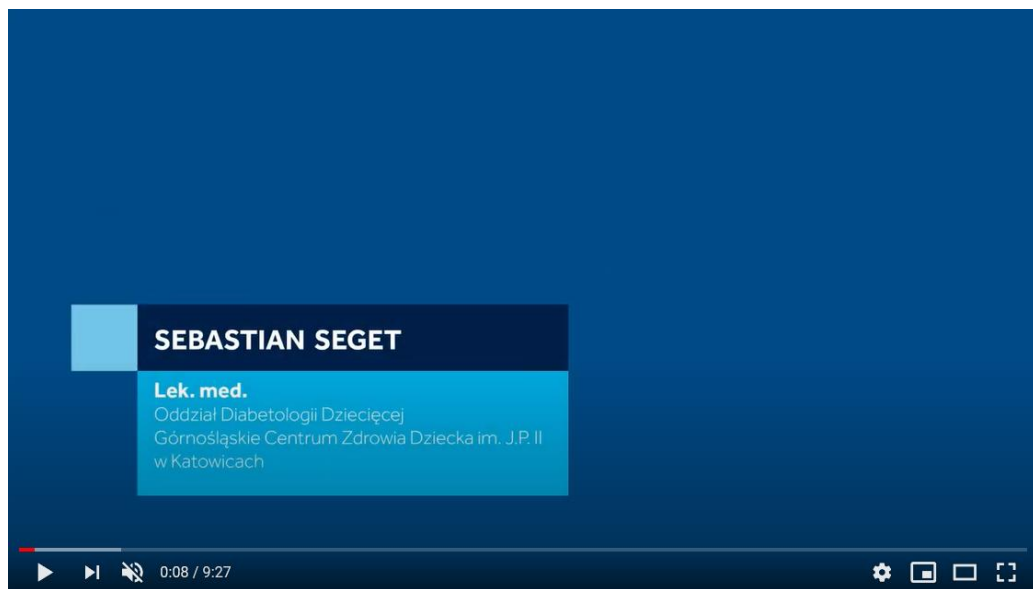 SEBASTIAN SEGET
Lek. med.
Oddział Diabetologii Dziecięcej
Górnośląskie Centrum Zdrowia Dziecka im. J.P. II
w Katowicach
0:08 / 9:27